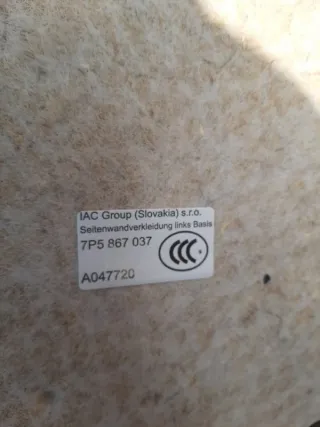 IAC Group (Slovakia) s.r.o.
Seitenwandverkleidung links Basis
7P5 867 037
CCC
A047720